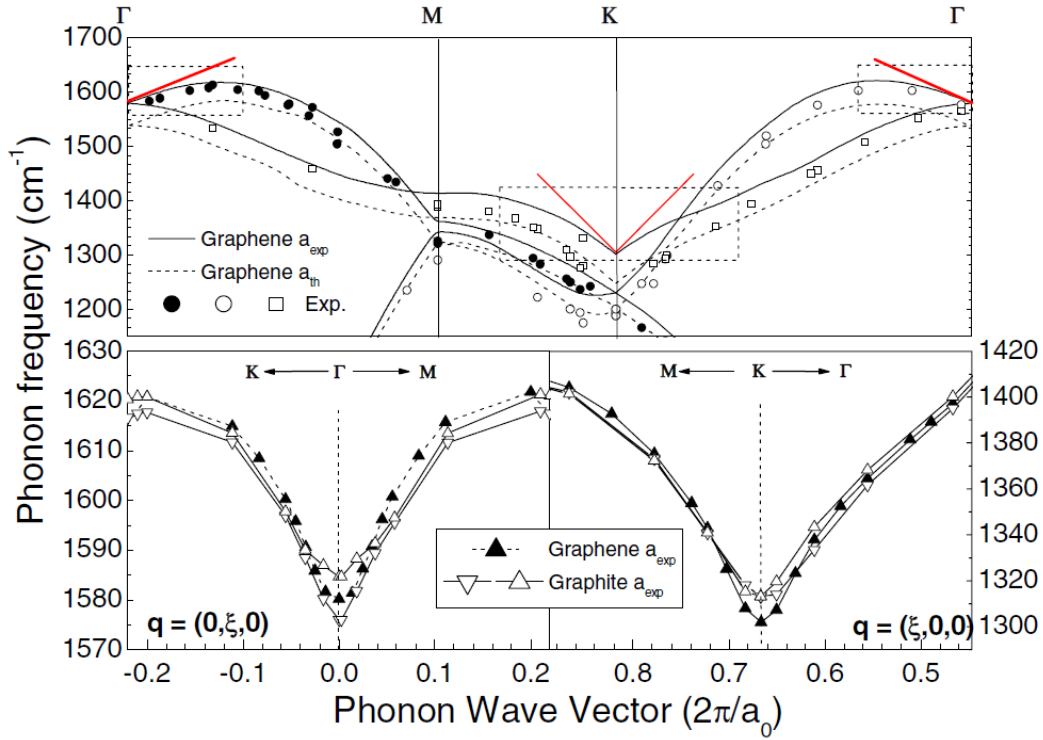 Γ M K Γ
1700
1600
1500
1400
1300
1200
Graphene a_exp
Graphene a_th
Exp.
Phonon frequency (cm⁻¹)
1630
1620
1610
1600
1590
1580
1570
K Γ M
M K Γ
1420
1400
1380
1360
1340
1320
1300
Graphene a_exp
Graphite a_exp
q = (0,ξ,0)
q = (ξ,0,0)
-0.2 -0.1 0.0 0.1 0.2 0.8 0.7 0.6 0.5
Phonon Wave Vector (2π/a₀)